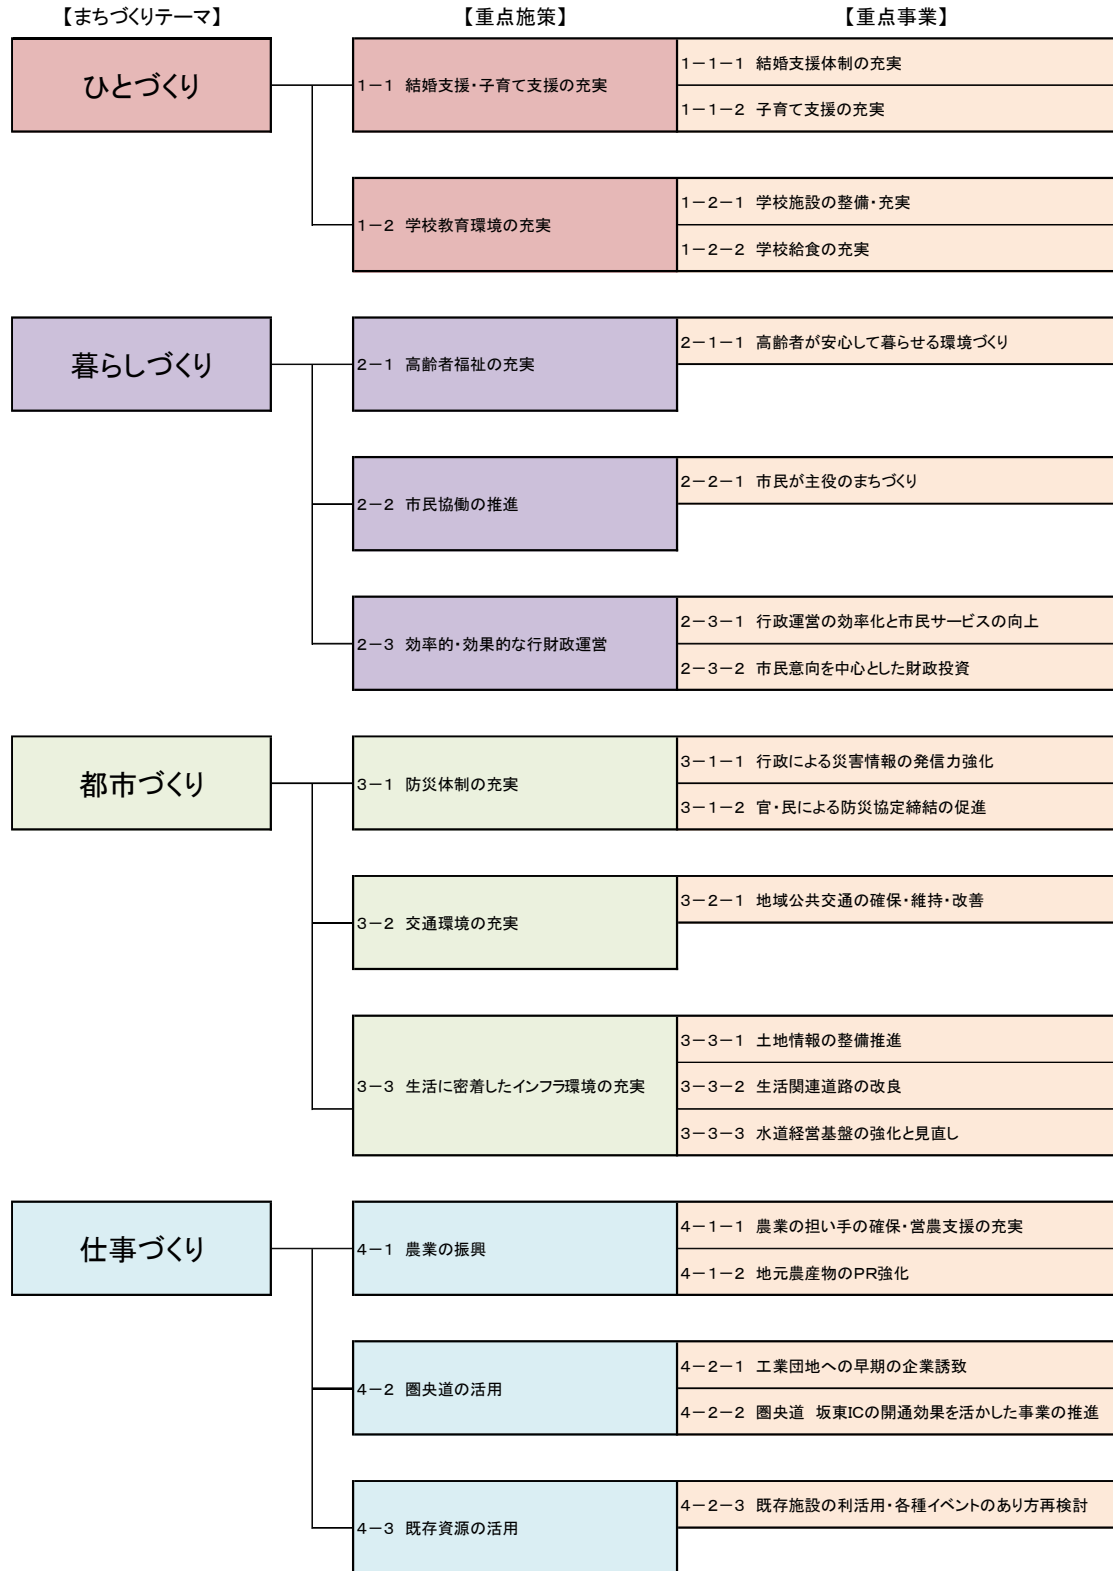 【まちづくりテーマ】 【重点施策】 【重点事業】
ひとづくり
1－1 結婚支援・子育て支援の充実
1－1－1 結婚支援体制の充実
1－1－2 子育て支援の充実
1－2 学校教育環境の充実
1－2－1 学校施設の整備・充実
1－2－2 学校給食の充実
暮らしづくり
2－1 高齢者福祉の充実
2－1－1 高齢者が安心して暮らせる環境づくり
2－2 市民協働の推進
2－2－1 市民が主役のまちづくり
2－3 効率的・効果的な行財政運営
2－3－1 行政運営の効率化と市民サービスの向上
2－3－2 市民意向を中心とした財政投資
都市づくり
3－1 防災体制の充実
3－1－1 行政による災害情報の発信力強化
3－1－2 官・民による防災協定締結の促進
3－2 交通環境の充実
3－2－1 地域公共交通の確保・維持・改善
3－3 生活に密着したインフラ環境の充実
3－3－1 土地情報の整備推進
3－3－2 生活関連道路の改良
3－3－3 水道経営基盤の強化と見直し
仕事づくり
4－1 農業の振興
4－1－1 農業の担い手の確保・営農支援の充実
4－1－2 地元農産物のPR強化
4－2 圏央道の活用
4－2－1 工業団地への早期の企業誘致
4－2－2 圏央道 坂東ICの開通効果を活かした事業の推進
4－3 既存資源の活用
4－2－3 既存施設の利活用・各種イベントのあり方再検討